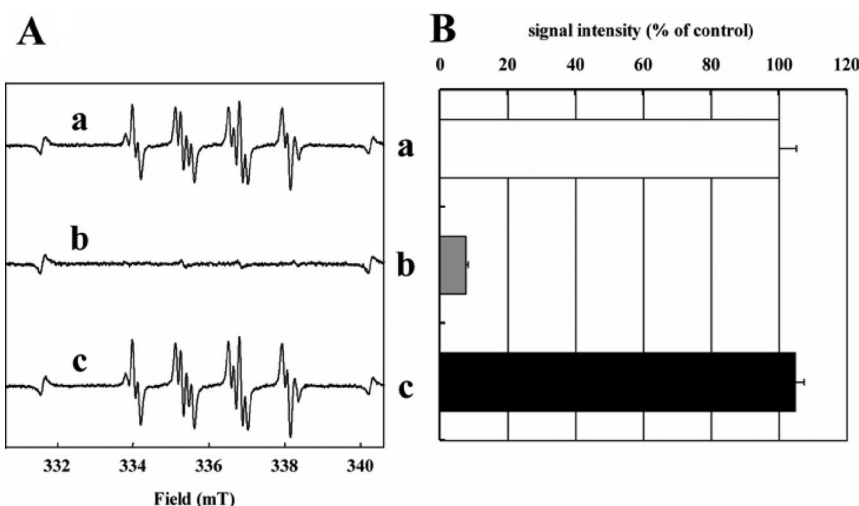 A
a
b
c
332 334 336 338 340
Field (mT)
B
signal intensity (% of control)
0 20 40 60 80 100 120
a
b
c